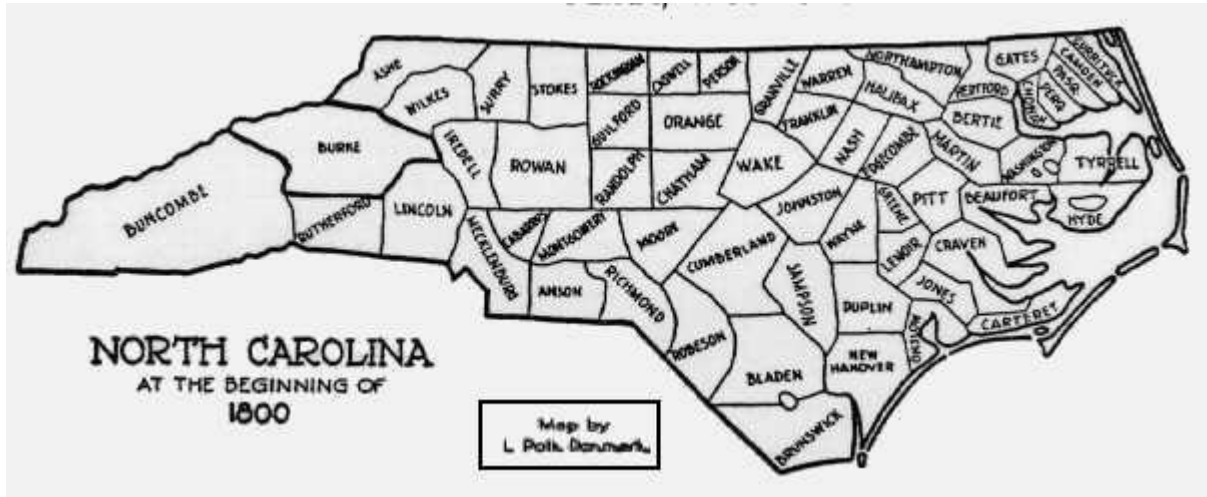 ASHE
WILKES
SURRY
STOKES
ROCKINGHAM
CASWELL
PERSON
GRANVILLE
WARREN
NORTHAMPTON
GATES
CURRITUCK
CAMDEN
PASQ.
PERQ.
CHOWAN
HERTFORD
HALIFAX
FRANKLIN
BERTIE
BUNCOMBE
BURKE
IREDELL
ROWAN
GUILFORD
ORANGE
WAKE
NASH
EDGECOMBE
MARTIN
WASHINGTON
TYRRELL
RANDOLPH
CHATHAM
RUTHERFORD
LINCOLN
JOHNSTON
GREENE
PITT
BEAUFORT
HYDE
MECKLENBURG
CABARRUS
MONTGOMERY
MOORE
CUMBERLAND
WAYNE
LENOIR
CRAVEN
ANSON
RICHMOND
SAMPSON
DUPLIN
JONES
CARTERET
ROBESON
BLADEN
NEW
HANOVER
BRUNSWICK
NORTH CAROLINA
AT THE BEGINNING OF
1800
Map by
L. Polk Denmark